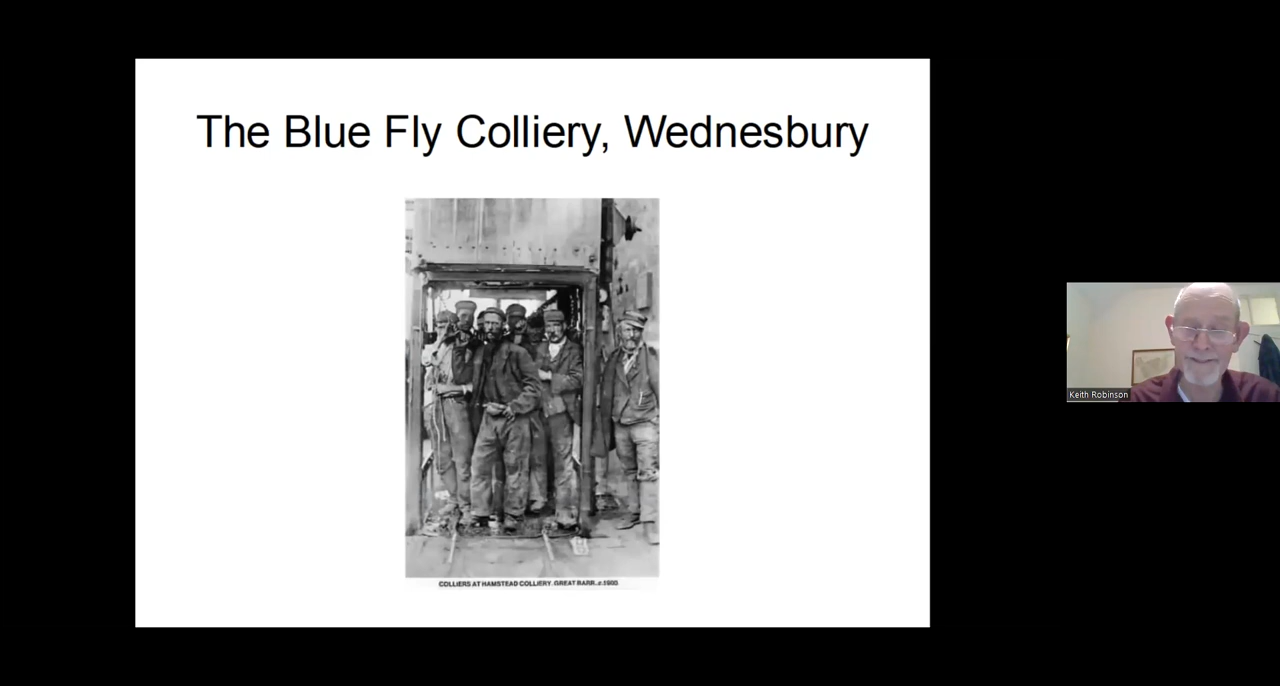 The Blue Fly Colliery, Wednesbury
COLLIERS AT HAMSTEAD COLLIERY, GREAT BARR. c.1900
Keith Robinson